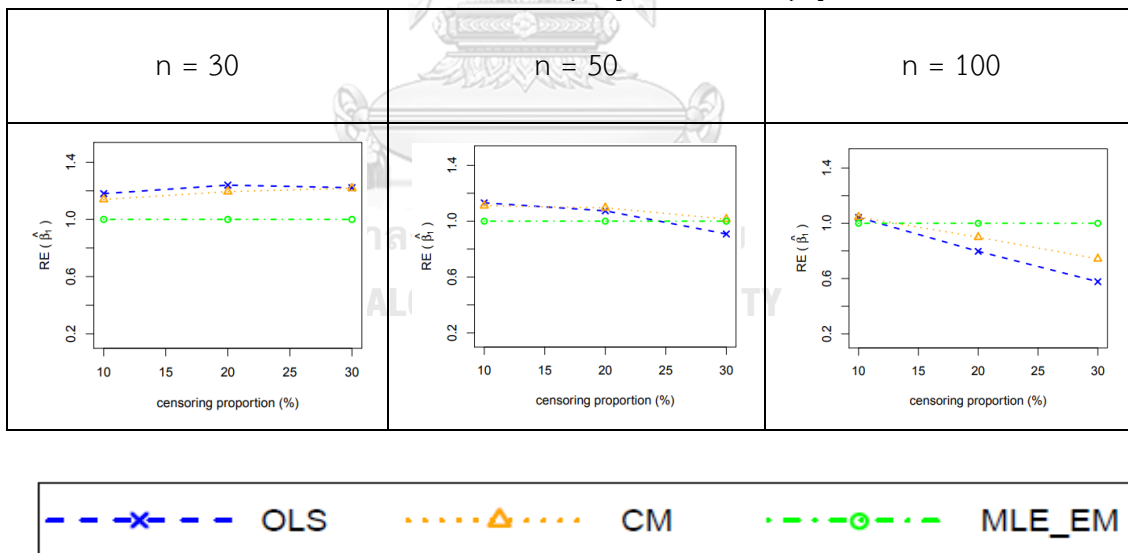 n = 30
n = 50
n = 100
RE ( β̂₁ )
1.4
1.0
0.6
0.2
10 15 20 25 30
censoring proportion (%)
RE ( β̂₁ )
1.4
1.0
0.6
0.2
10 15 20 25 30
censoring proportion (%)
RE ( β̂₁ )
1.4
1.0
0.6
0.2
10 15 20 25 30
censoring proportion (%)
OLS CM MLE_EM